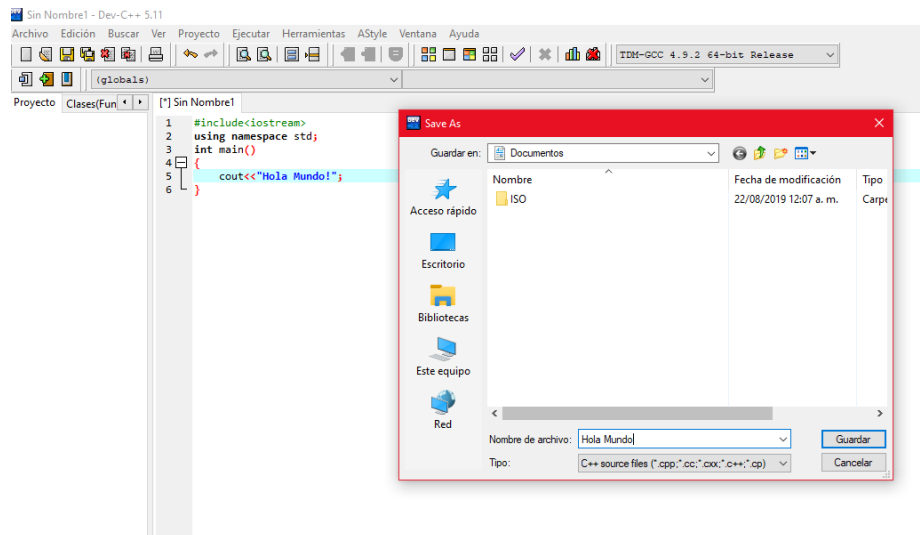 Sin Nombre1 - Dev-C++ 5.11
Archivo Edición Buscar Ver Proyecto Ejecutar Herramientas AStyle Ventana Ayuda
TDM-GCC 4.9.2 64-bit Release
(globals)
Proyecto Clases(Fun
[*] Sin Nombre1
1 #include<iostream>
2 using namespace std;
3 int main()
4 {
5 cout<<"Hola Mundo!";
6 }
Save As
Guardar en: Documentos
Nombre Fecha de modificación Tipo
ISO 22/08/2019 12:07 a. m. Carpe
Acceso rápido
Escritorio
Bibliotecas
Este equipo
Red
Nombre de archivo: Hola Mundo Guardar
Tipo: C++ source files (*.cpp;*.cc;*.cxx;*.c++;*.cp) Cancelar